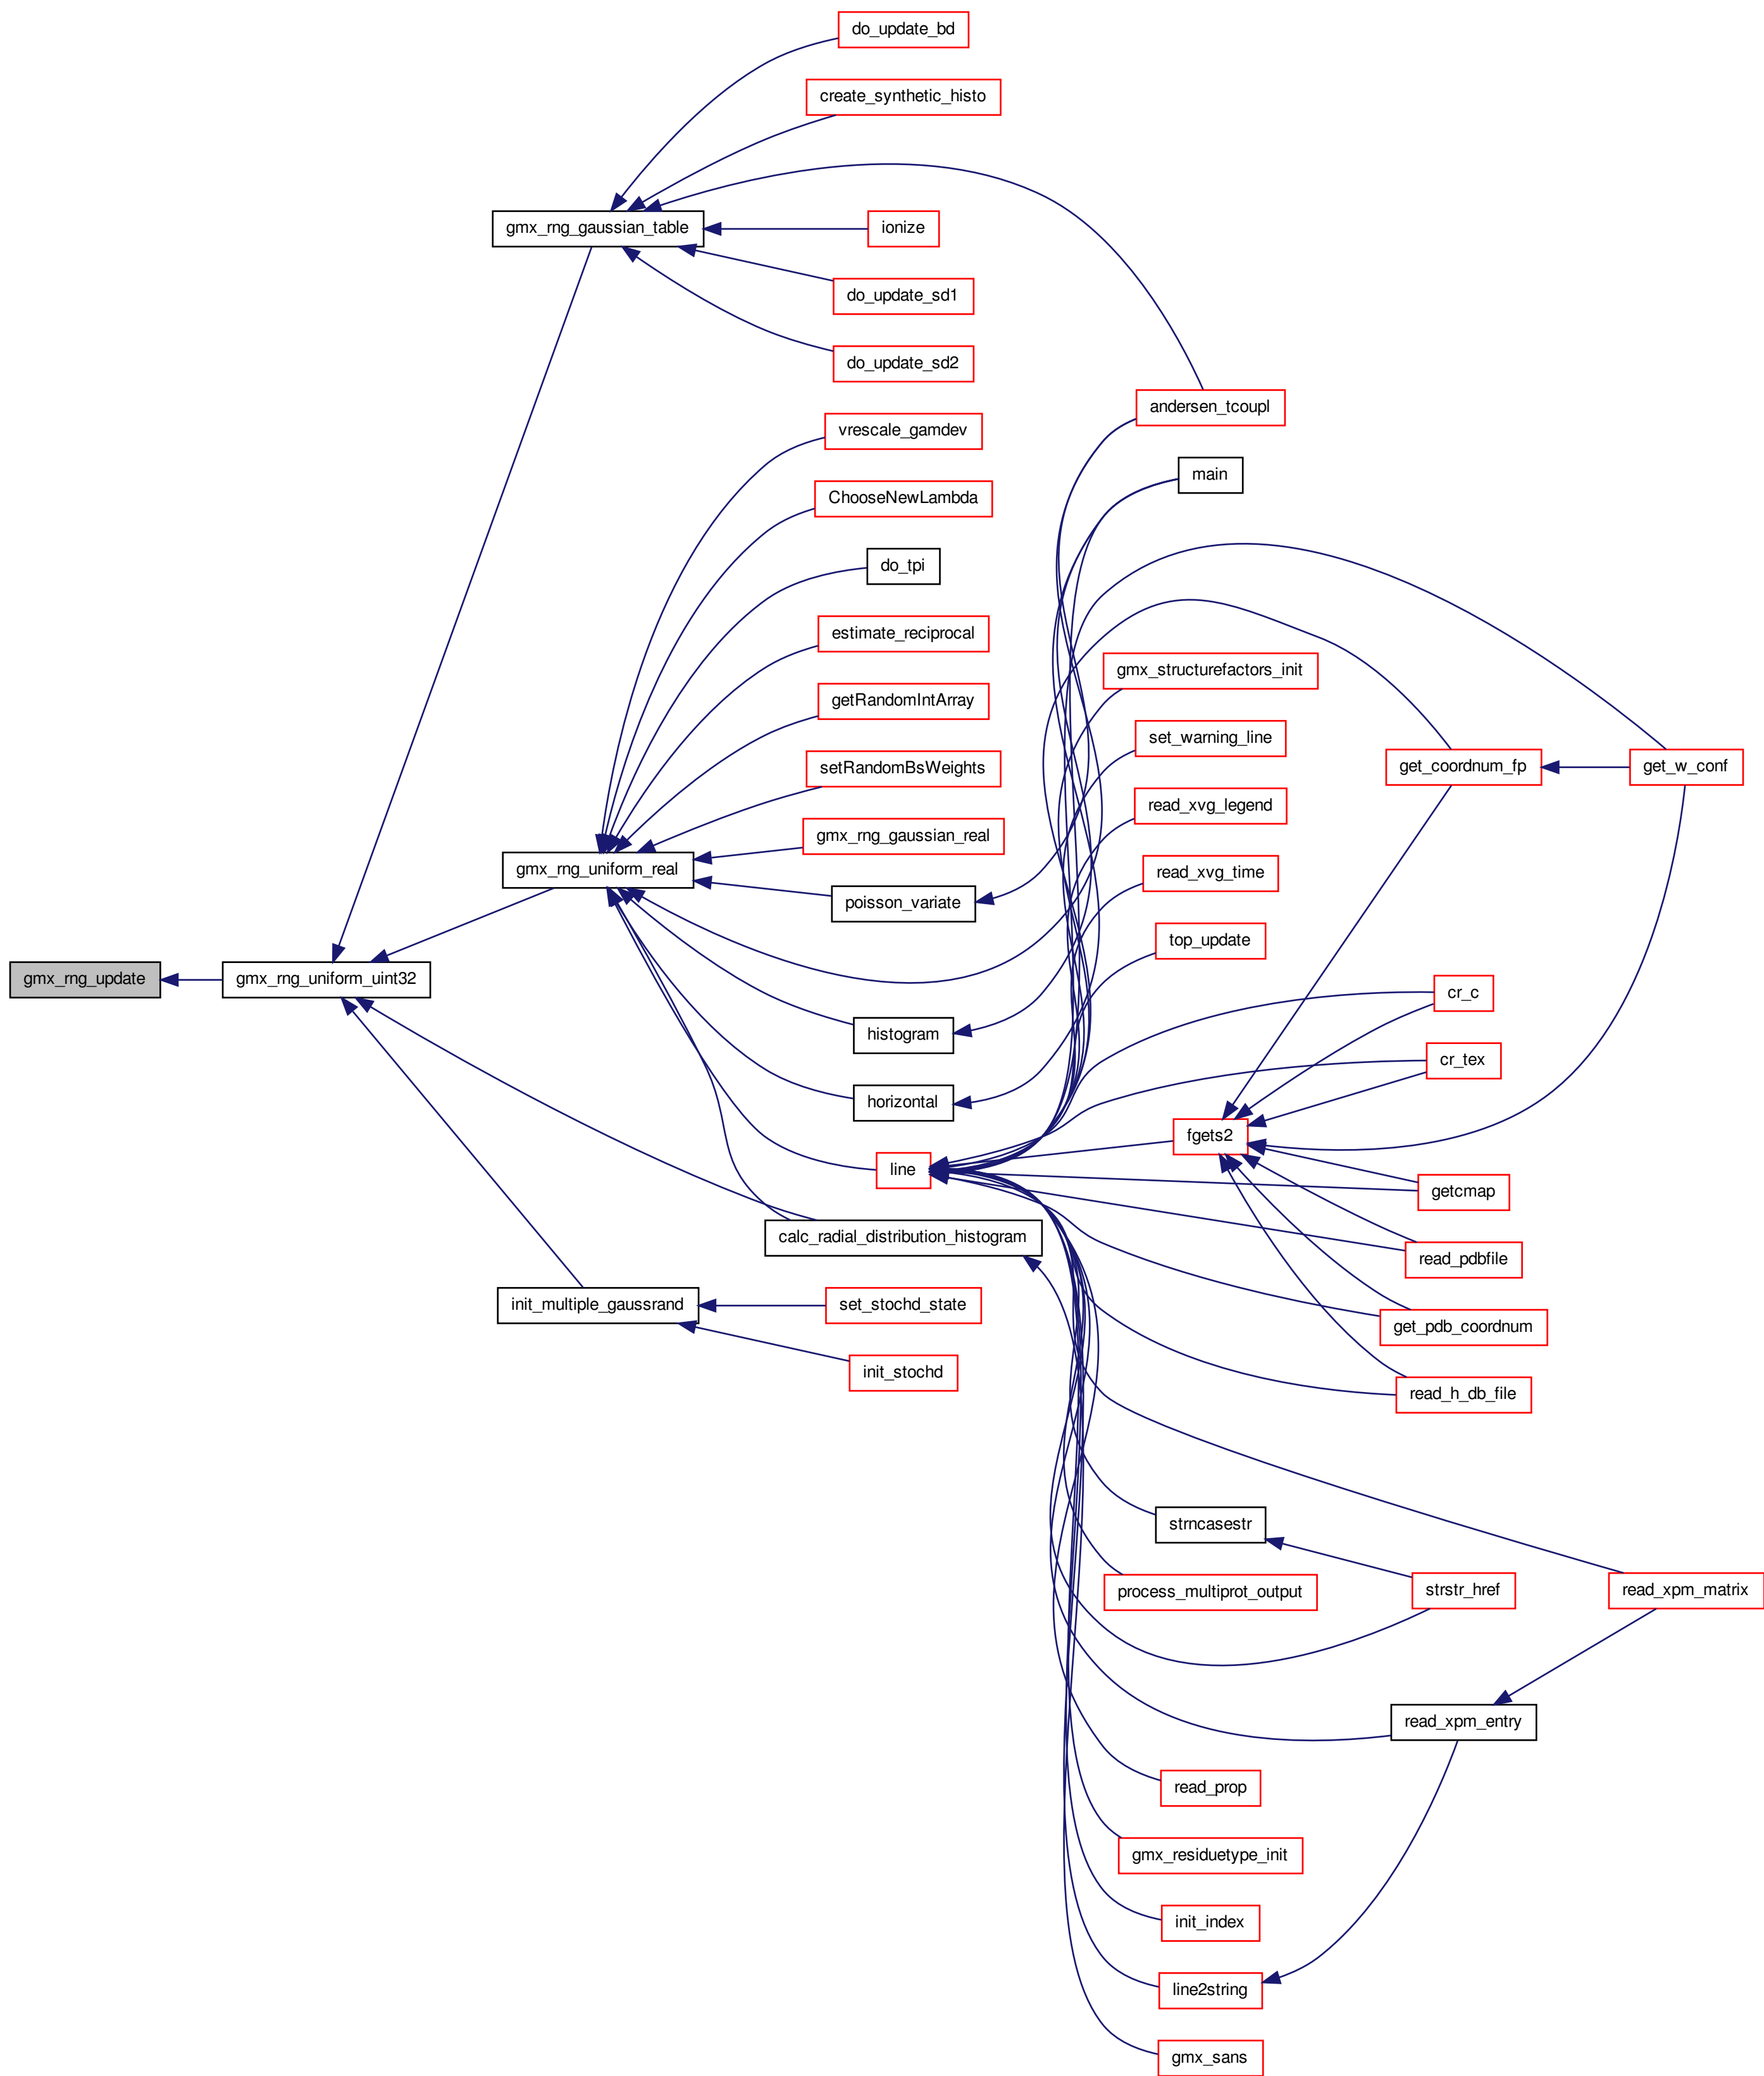 do_update_bd
create_synthetic_histo
gmx_rng_gaussian_table
ionize
do_update_sd1
do_update_sd2
andersen_tcoupl
vrescale_gamdev
main
ChooseNewLambda
do_tpi
estimate_reciprocal
gmx_structurefactors_init
getRandomIntArray
set_warning_line
setRandomBsWeights
get_coordnum_fp
get_w_conf
read_xvg_legend
gmx_rng_gaussian_real
gmx_rng_uniform_real
read_xvg_time
poisson_variate
top_update
gmx_rng_update
gmx_rng_uniform_uint32
cr_c
histogram
cr_tex
horizontal
fgets2
line
getcmap
calc_radial_distribution_histogram
read_pdbfile
init_multiple_gaussrand
set_stochd_state
get_pdb_coordnum
init_stochd
read_h_db_file
strncasestr
process_multiprot_output
strstr_href
read_xpm_matrix
read_xpm_entry
read_prop
gmx_residuetype_init
init_index
line2string
gmx_sans